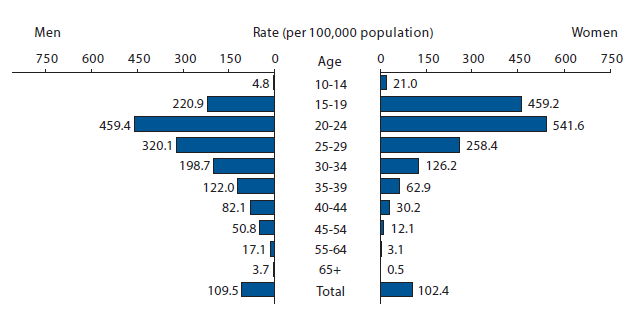 Men Rate (per 100,000 population) Women
750 600 450 300 150 0 Age 0 150 300 450 600 750
4.8 10-14 21.0
220.9 15-19 459.2
459.4 20-24 541.6
320.1 25-29 258.4
198.7 30-34 126.2
122.0 35-39 62.9
82.1 40-44 30.2
50.8 45-54 12.1
17.1 55-64 3.1
3.7 65+ 0.5
109.5 Total 102.4